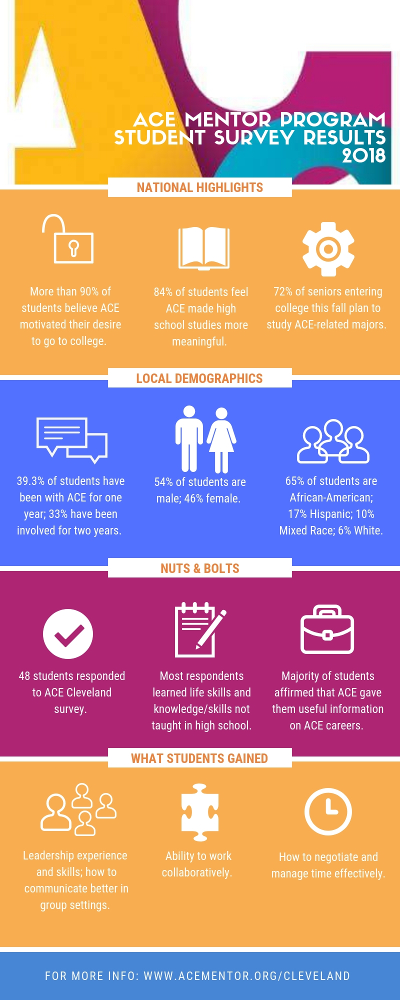 ACE MENTOR PROGRAM
STUDENT SURVEY RESULTS
2018
NATIONAL HIGHLIGHTS
More than 90% of
students believe ACE
motivated their desire
to go to college.
84% of students feel
ACE made high
school studies more
meaningful.
72% of seniors entering
college this fall plan to
study ACE-related majors.
LOCAL DEMOGRAPHICS
39.3% of students have
been with ACE for one
year; 33% have been
involved for two years.
54% of students are
male; 46% female.
65% of students are
African-American;
17% Hispanic; 10%
Mixed Race; 6% White.
NUTS & BOLTS
48 students responded
to ACE Cleveland
survey.
Most respondents
learned life skills and
knowledge/skills not
taught in high school.
Majority of students
affirmed that ACE gave
them useful information
on ACE careers.
WHAT STUDENTS GAINED
Leadership experience
and skills; how to
communicate better in
group settings.
Ability to work
collaboratively.
How to negotiate and
manage time effectively.
FOR MORE INFO: WWW.ACEMENTOR.ORG/CLEVELAND